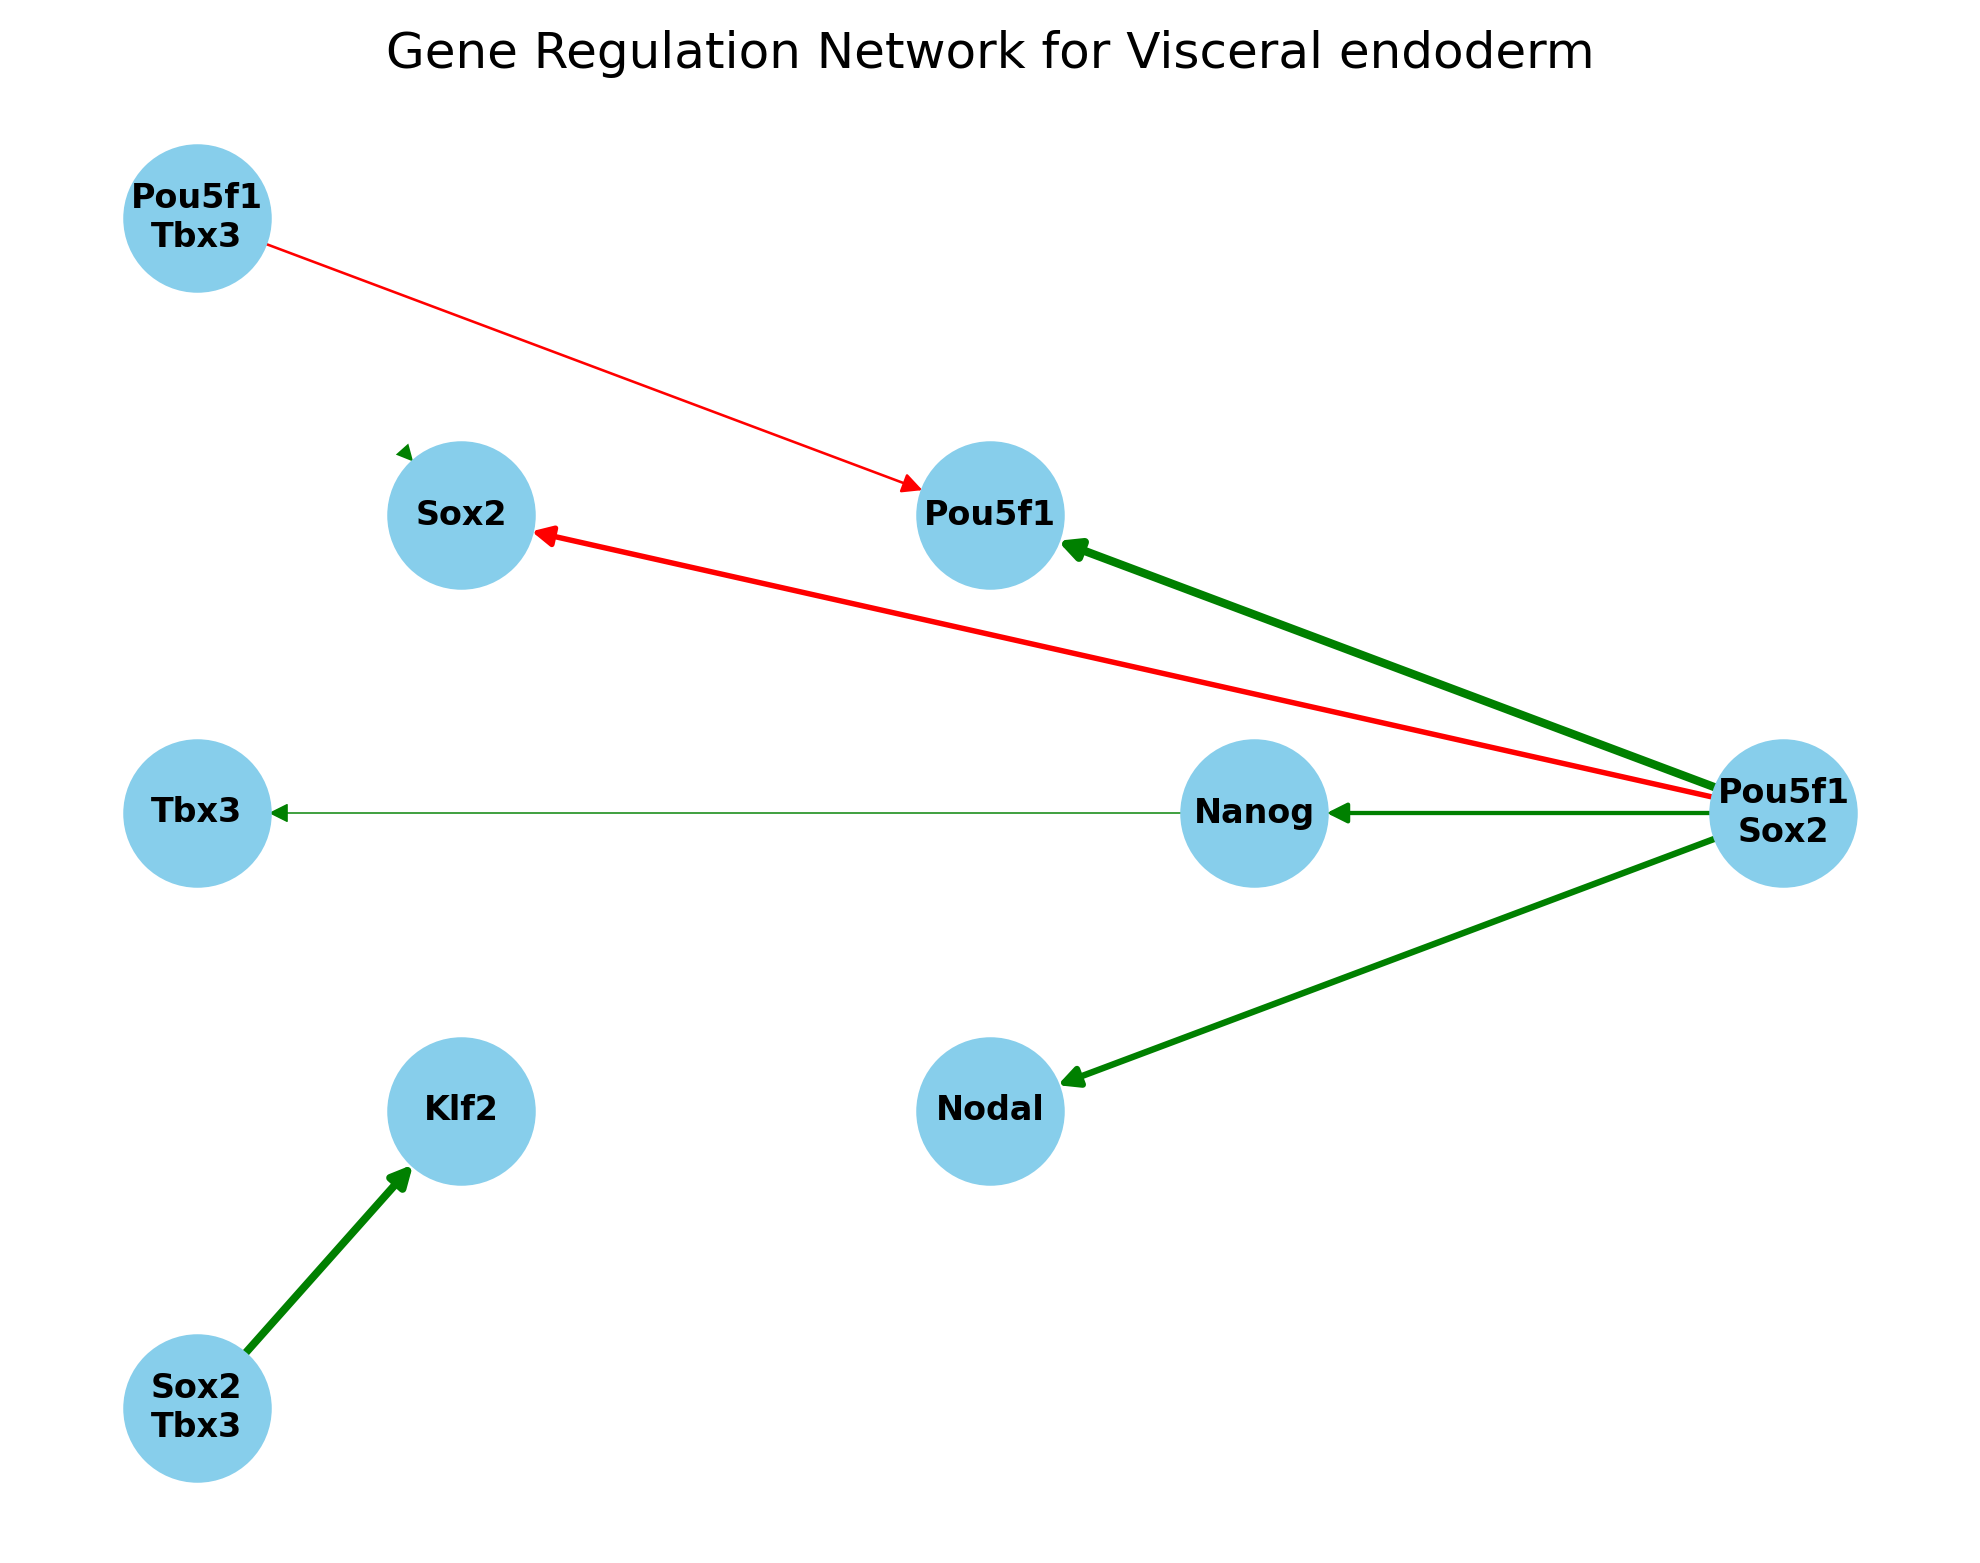 Gene Regulation Network for Visceral endoderm
Pou5f1
Tbx3
Sox2
Pou5f1
Tbx3
Nanog
Pou5f1
Sox2
Klf2
Nodal
Sox2
Tbx3